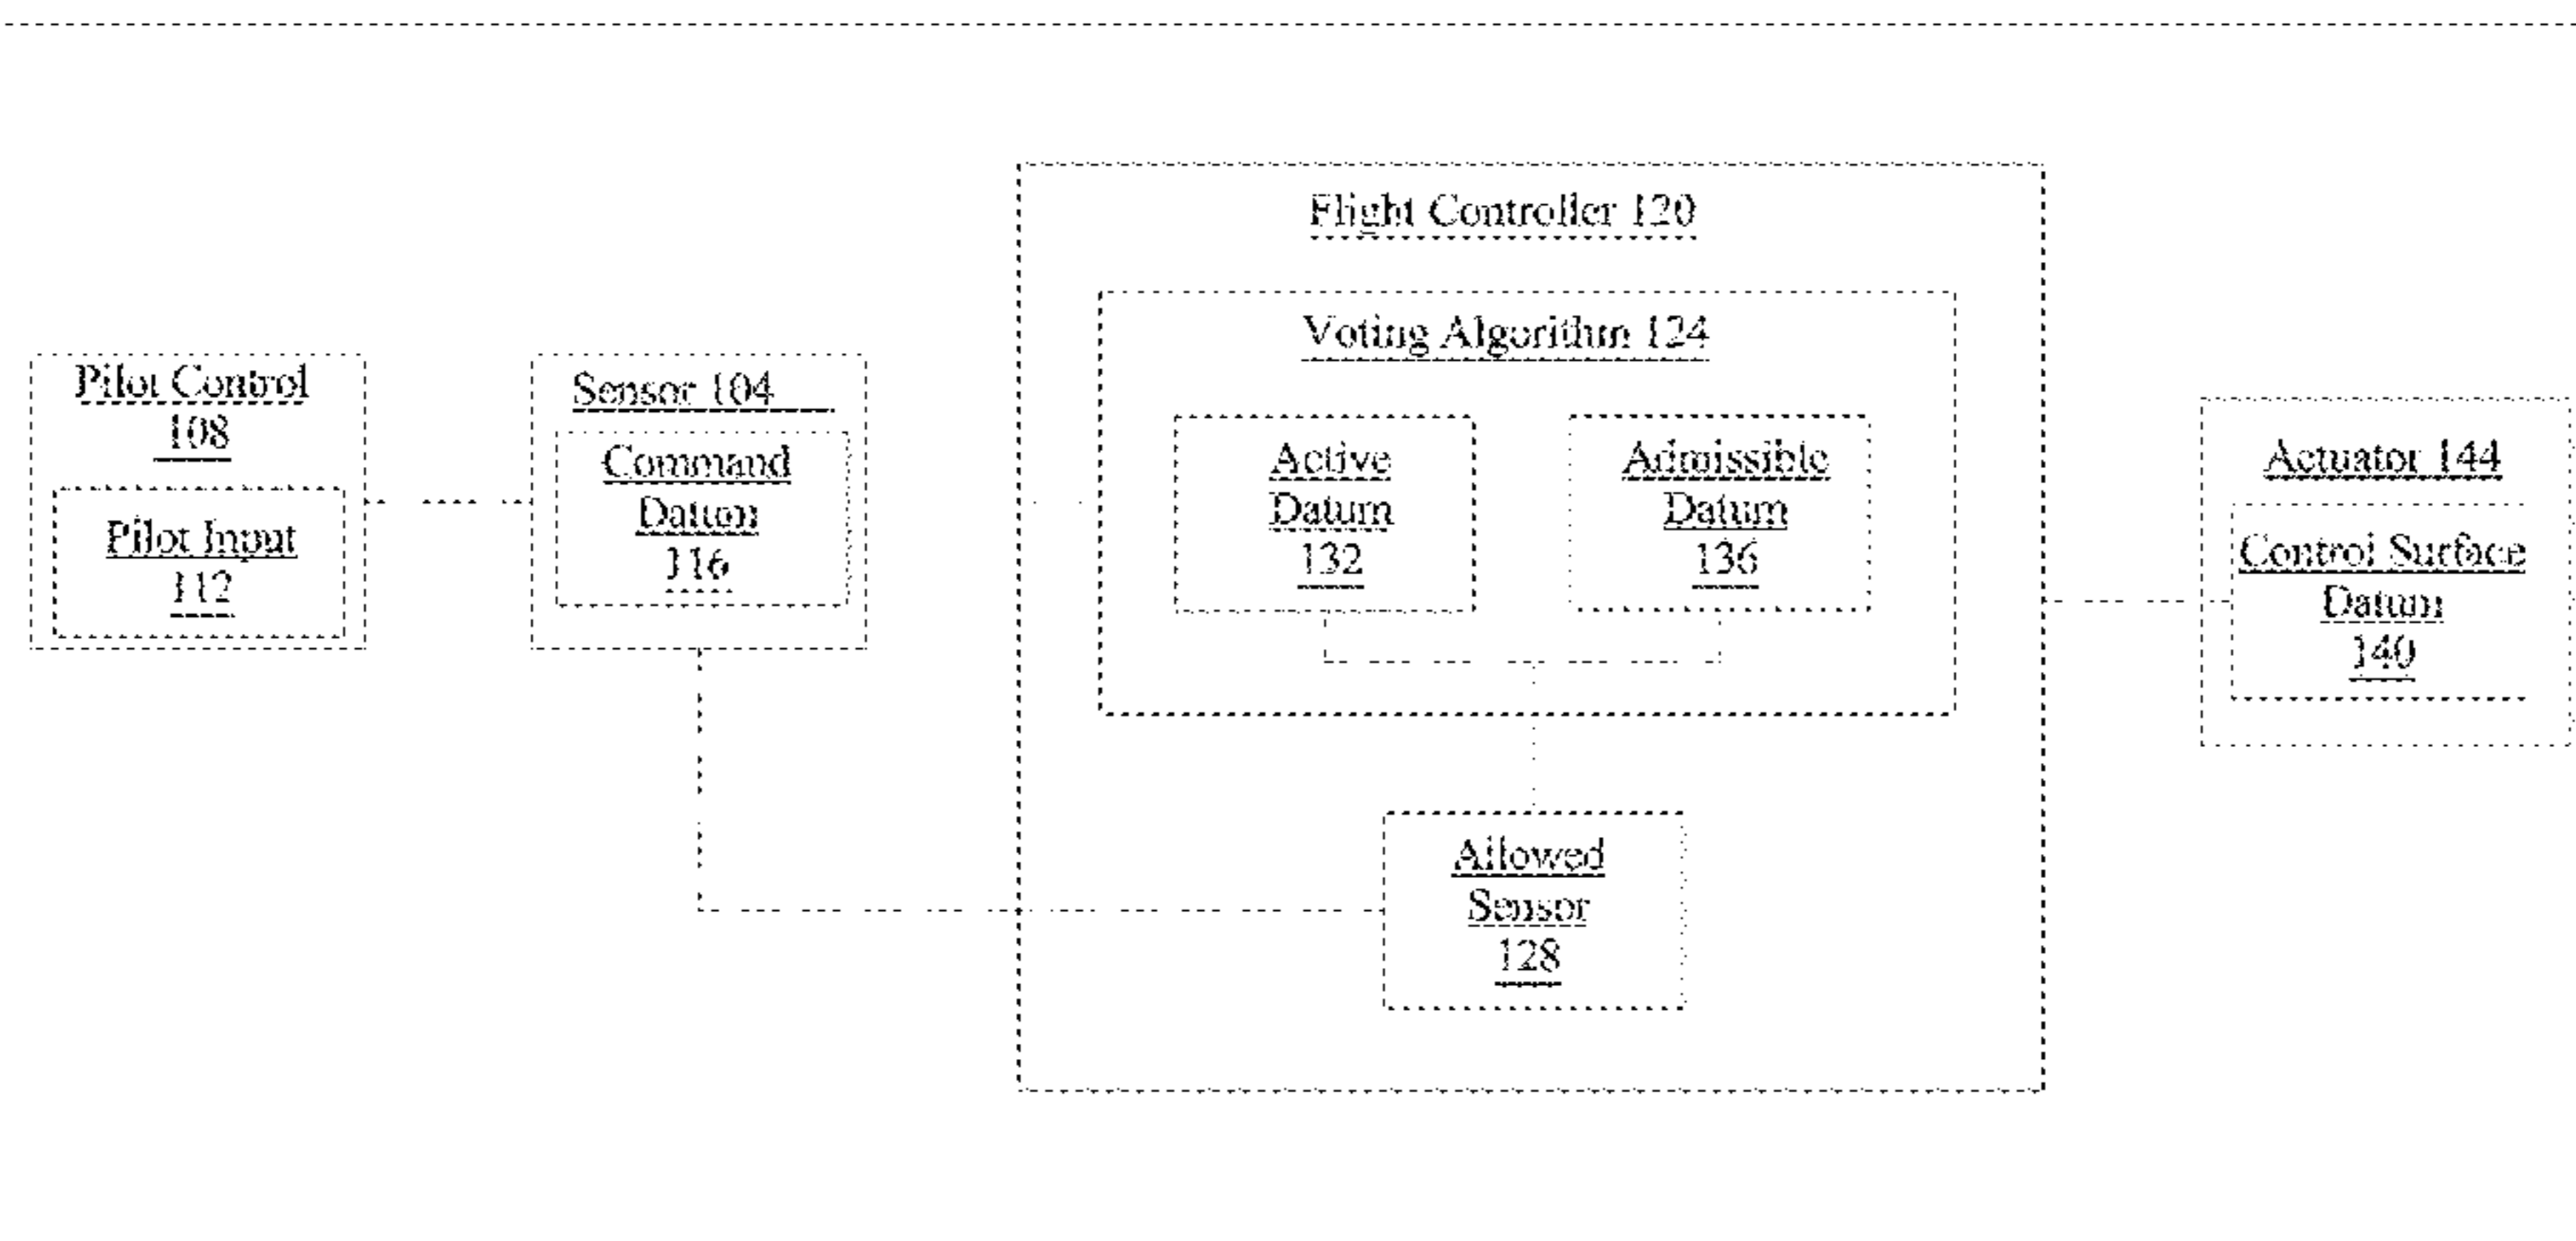 Flight Controller 120
Voting Algorithm 124
Pilot Control
108
Pilot Input
112
Sensor 104
Command
Datum
116
Active
Datum
132
Admissible
Datum
136
Allowed
Sensor
128
Actuator 144
Control Surface
Datum
140